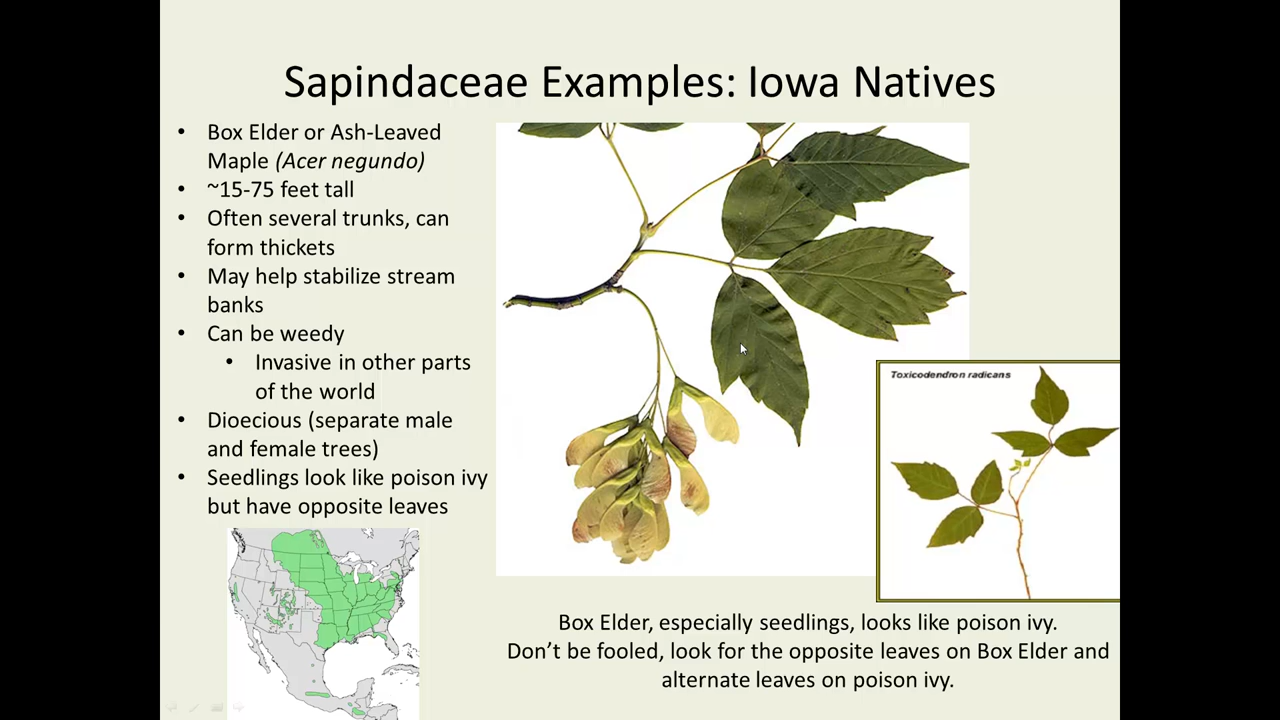 Sapindaceae Examples: Iowa Natives
• Box Elder or Ash-Leaved
Maple (Acer negundo)
• ~15-75 feet tall
• Often several trunks, can
form thickets
• May help stabilize stream
banks
• Can be weedy
• Invasive in other parts
of the world
• Dioecious (separate male
and female trees)
• Seedlings look like poison ivy
but have opposite leaves
Toxicodendron radicans
Box Elder, especially seedlings, looks like poison ivy.
Don’t be fooled, look for the opposite leaves on Box Elder and
alternate leaves on poison ivy.